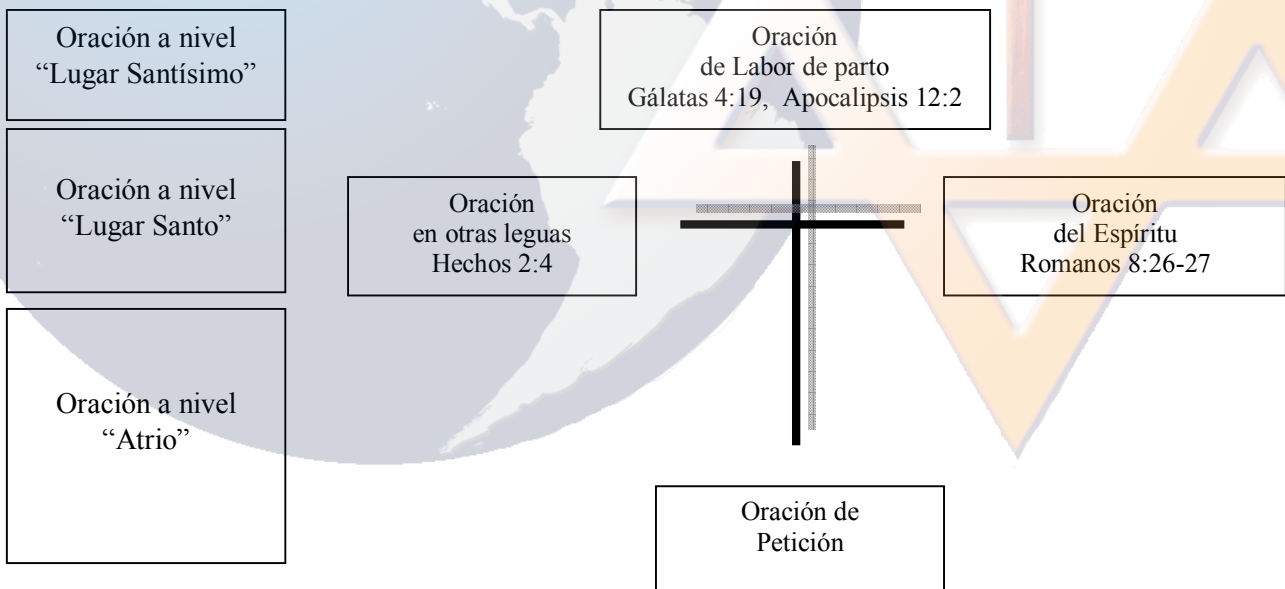 Oración a nivel
“Lugar Santísimo”
Oración
de Labor de parto
Gálatas 4:19, Apocalipsis 12:2
Oración a nivel
“Lugar Santo”
Oración
en otras leguas
Hechos 2:4
Oración
del Espíritu
Romanos 8:26-27
Oración a nivel
“Atrio”
Oración de
Petición